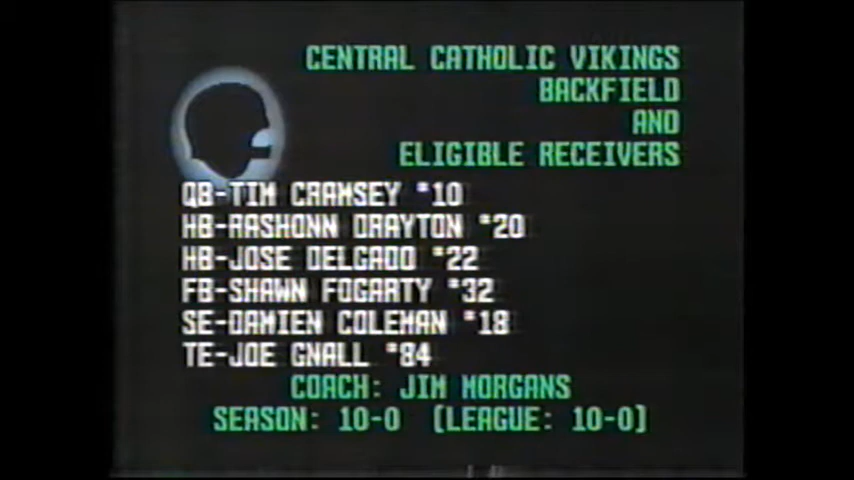 CENTRAL CATHOLIC VIKINGS
BACKFIELD
AND
ELIGIBLE RECEIVERS
QB-TIM CRAMSEY "10
HB-RASHONN DRAYTON "20
HB-JOSE DELGADO "22
FB-SHAWN FOGARTY "32
SE-DAMIEN COLEMAN "18
TE-JOE GNALL "84
COACH: JIM MORGANS
SEASON: 10-0 [LEAGUE: 10-0]